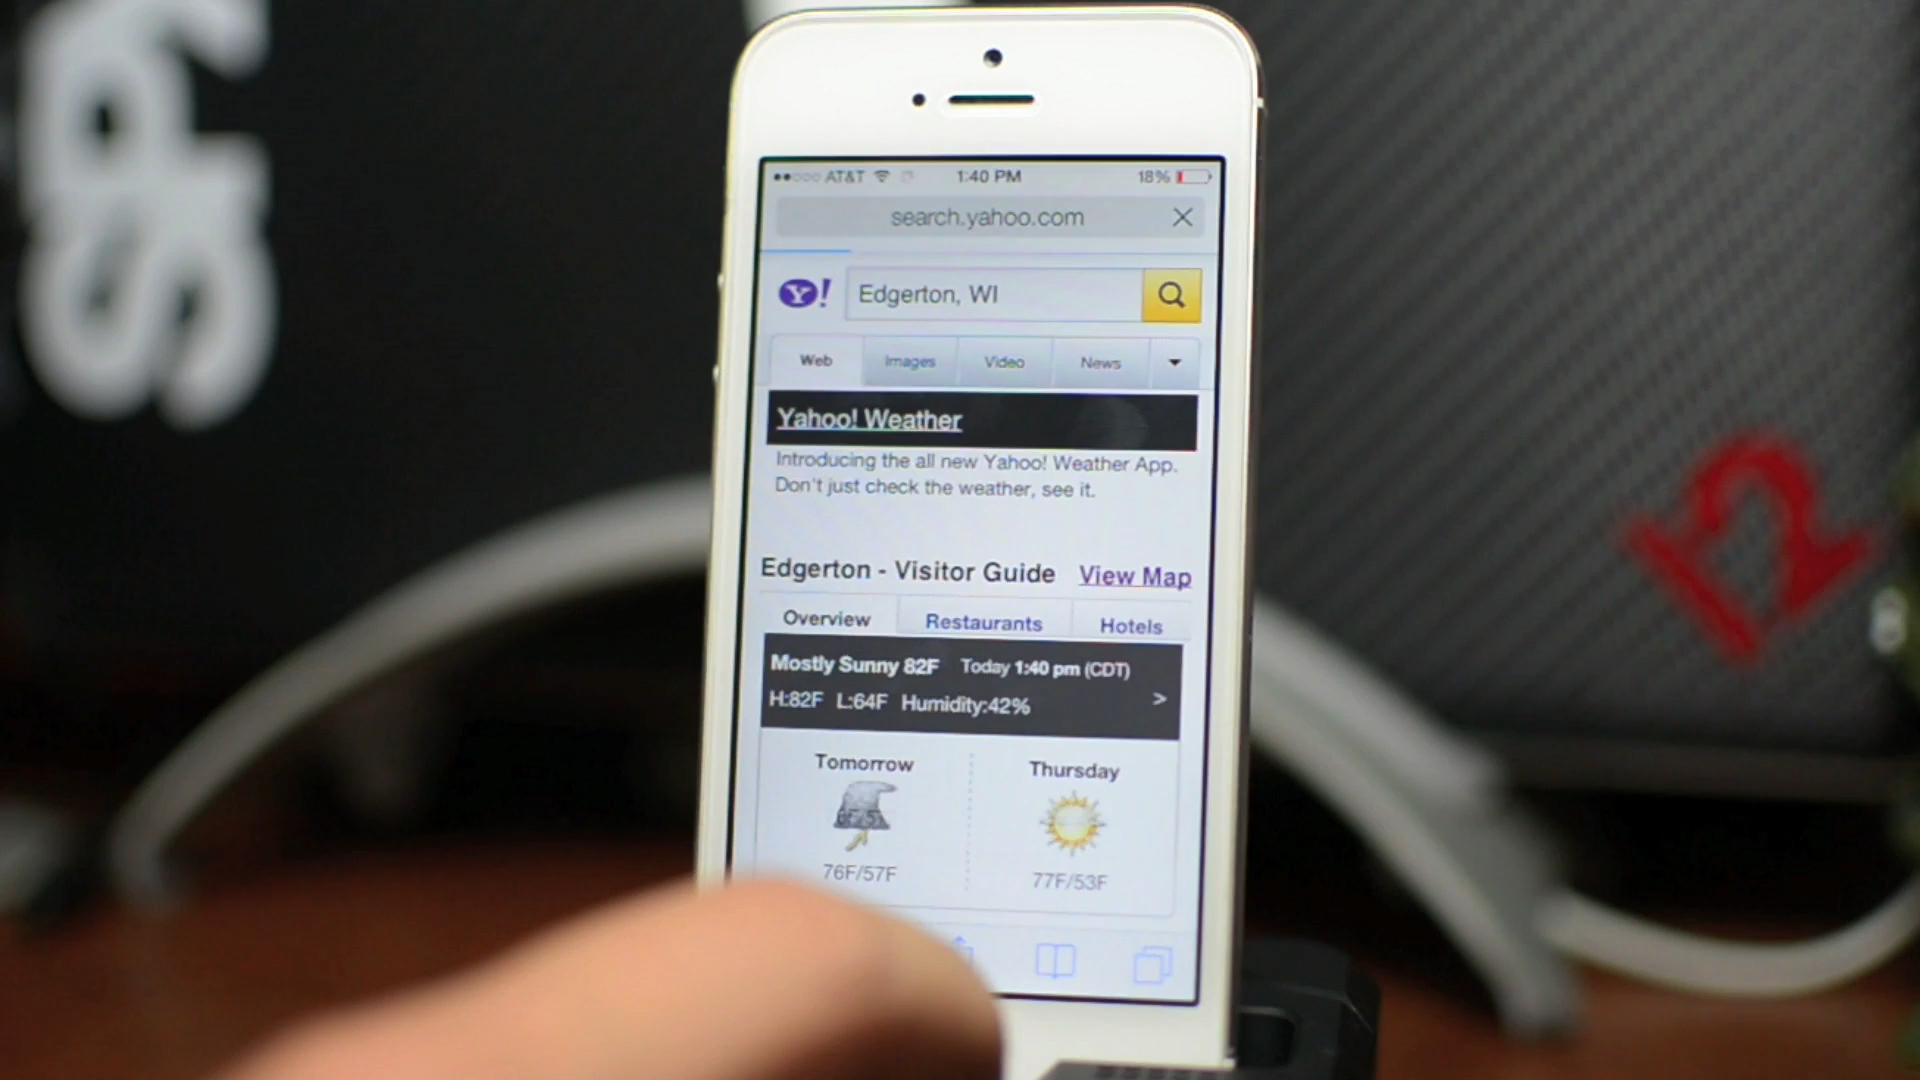 AT&T 1:40 PM 18%
search.yahoo.com
Y! Edgerton, WI
Web Images Video News
Yahoo! Weather
Introducing the all new Yahoo! Weather App.
Don't just check the weather, see it.
Edgerton - Visitor Guide View Map
Overview Restaurants Hotels
Mostly Sunny 82F Today 1:40 pm (CDT)
H:82F L:64F Humidity:42% >
Tomorrow Thursday
76F/57F 77F/53F